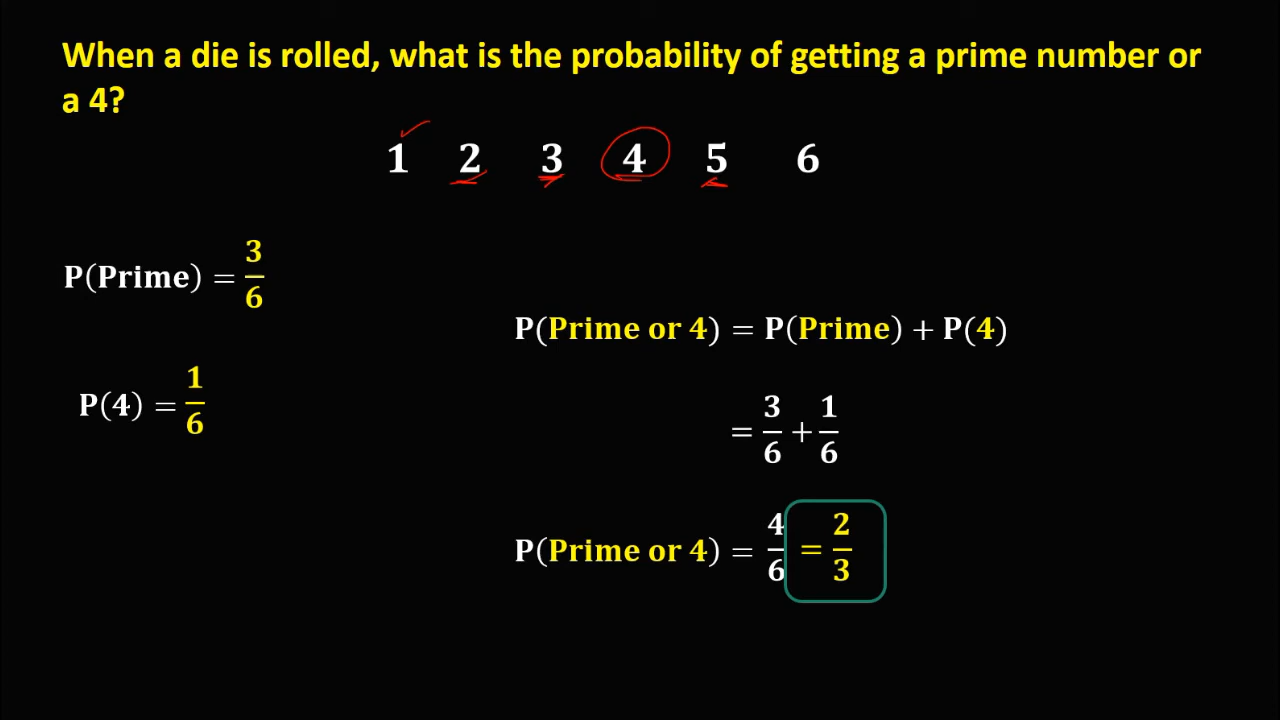 When a die is rolled, what is the probability of getting a prime number or
a 4?
1 2 3 4 5 6
P(Prime) = 3/6
P(4) = 1/6
P(Prime or 4) = P(Prime) + P(4)
= 3/6 + 1/6
P(Prime or 4) = 4/6 = 2/3